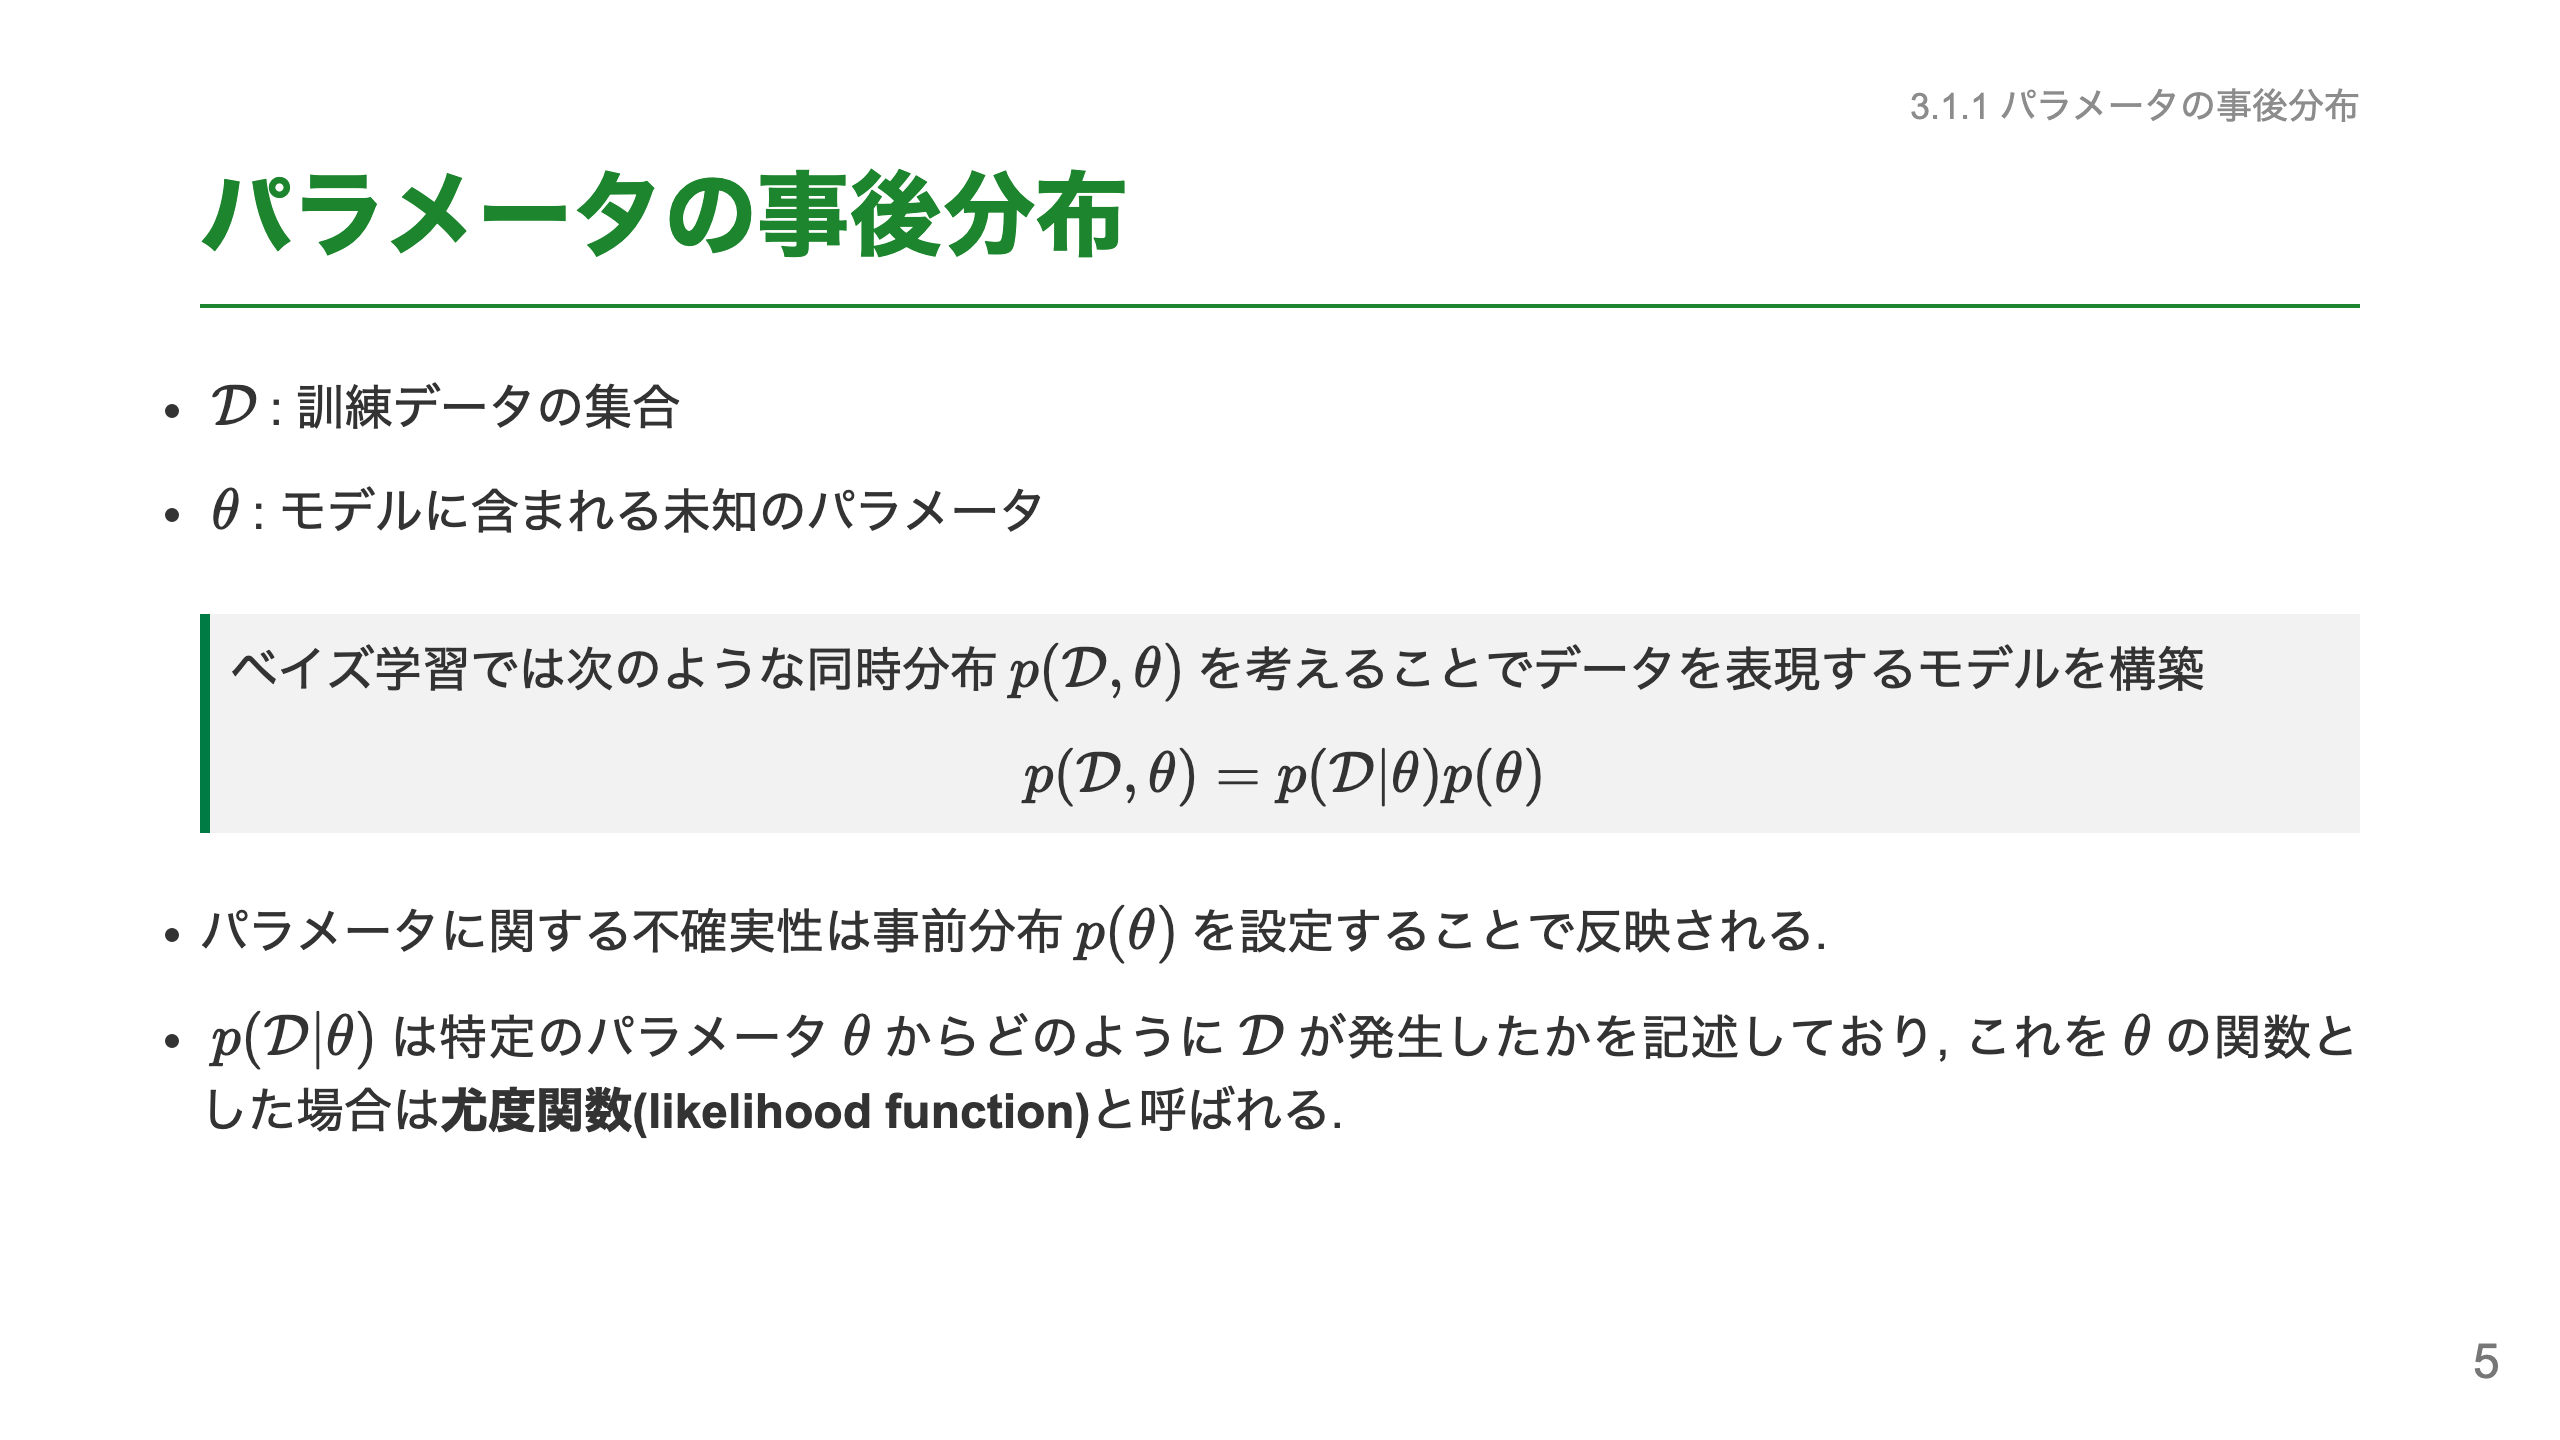 3.1.1 パラメータの事後分布
パラメータの事後分布
• 𝒟 : 訓練データの集合
• θ : モデルに含まれる未知のパラメータ
ベイズ学習では次のような同時分布 p(𝒟, θ) を考えることでデータを表現するモデルを構築
p(𝒟, θ) = p(𝒟|θ)p(θ)
• パラメータに関する不確実性は事前分布 p(θ) を設定することで反映される.
• p(𝒟|θ) は特定のパラメータ θ からどのように 𝒟 が発生したかを記述しており, これを θ の関数と
した場合は尤度関数(likelihood function)と呼ばれる.
5